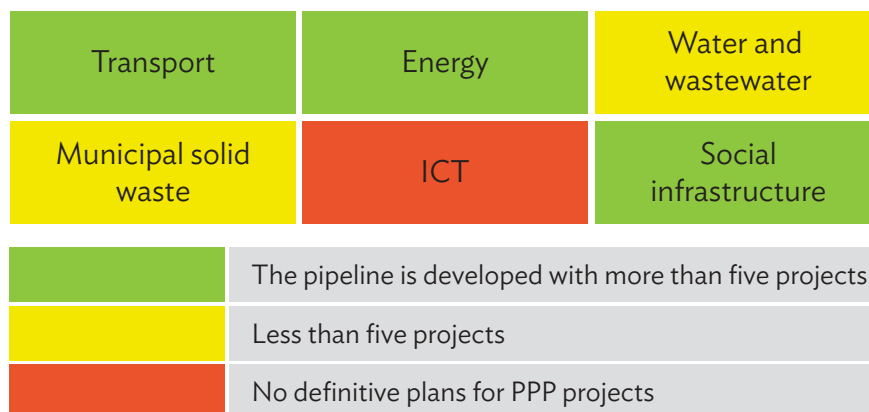 Transport
Energy
Water and
wastewater
Municipal solid
waste
ICT
Social
infrastructure
The pipeline is developed with more than five projects
Less than five projects
No definitive plans for PPP projects